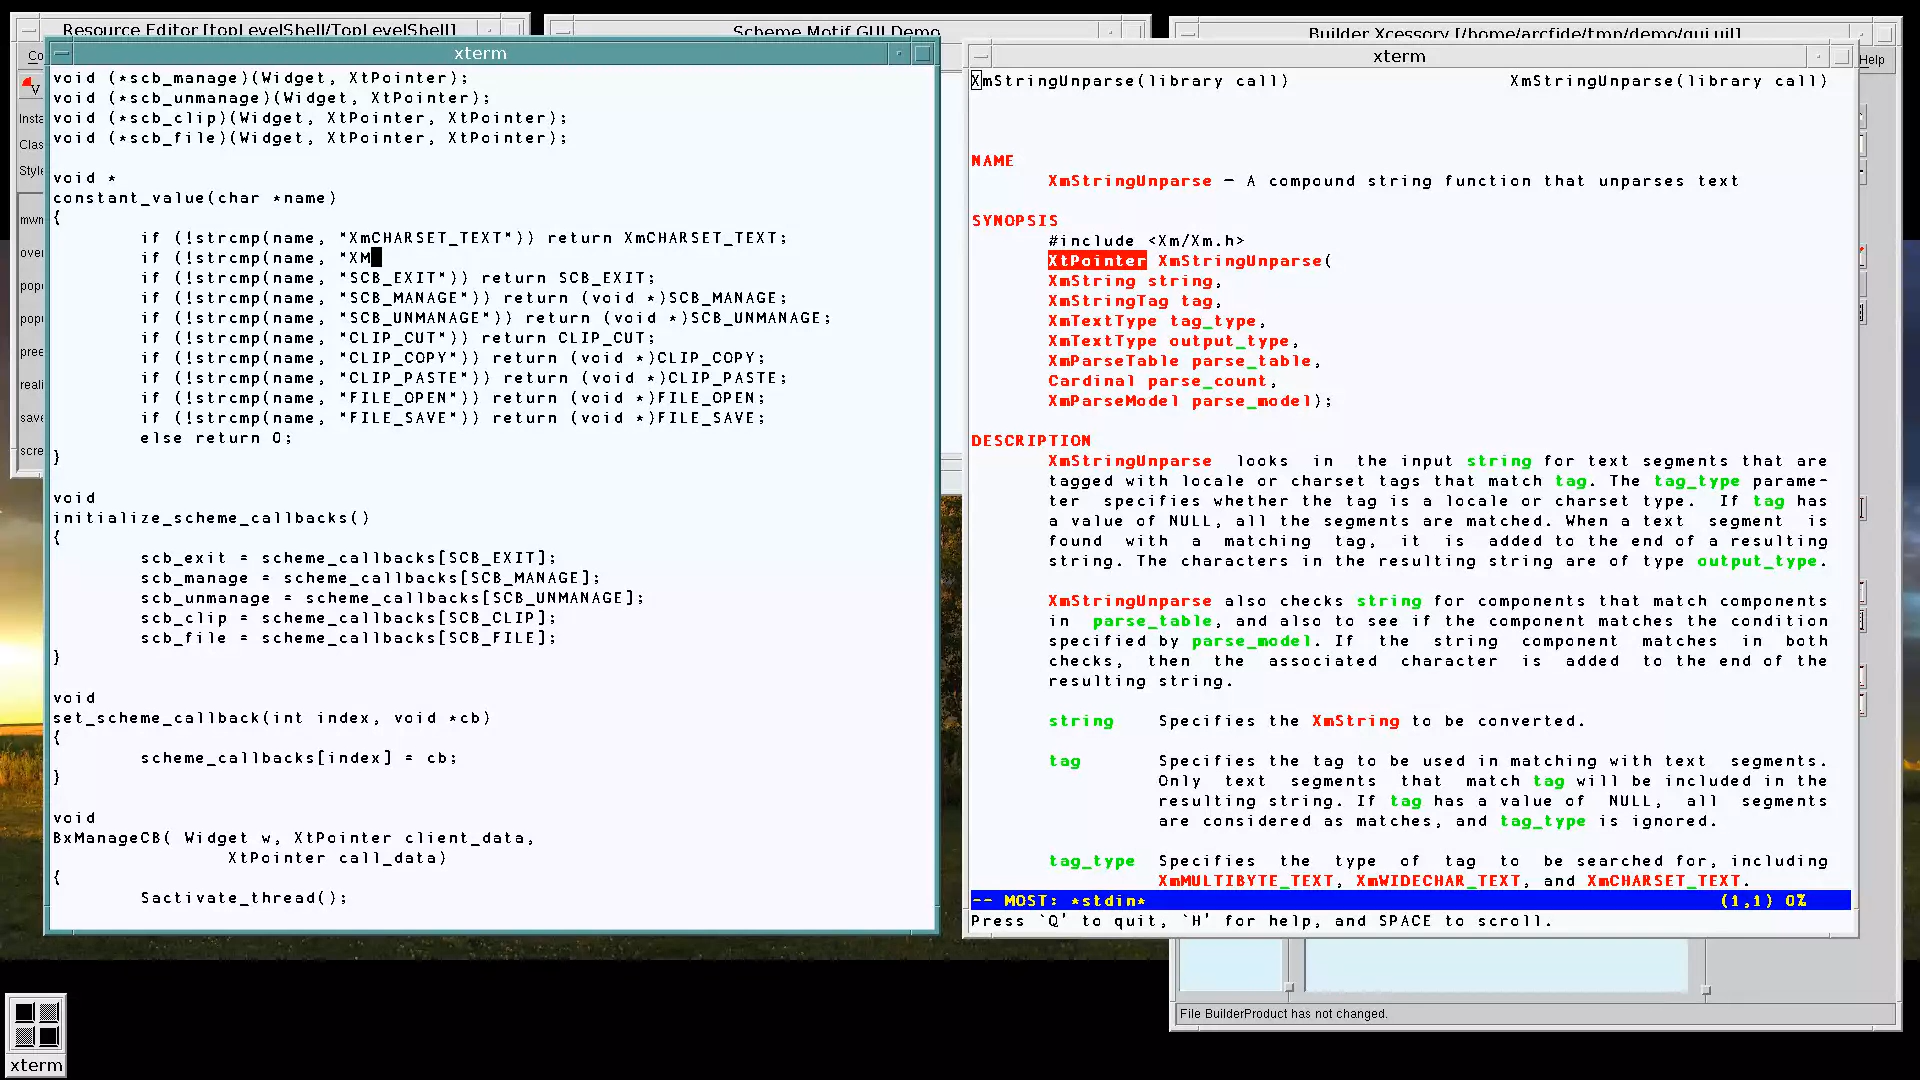 Resource Editor [topLevelShell/TopLevelShell]
Scheme Motif GUI Demo
Builder Xcessory [/home/arcfide/tmp/demo/gui.uil]
Co
V
Insta
Clas
Style
mwn
over
pop
pop
pree
reali
save
scre
Help
xterm
void (*scb_manage)(Widget, XtPointer);
void (*scb_unmanage)(Widget, XtPointer);
void (*scb_clip)(Widget, XtPointer, XtPointer);
void (*scb_file)(Widget, XtPointer, XtPointer);
void *
constant_value(char *name)
{
if (!strcmp(name, "XmCHARSET_TEXT")) return XmCHARSET_TEXT;
if (!strcmp(name, "XM
if (!strcmp(name, "SCB_EXIT")) return SCB_EXIT;
if (!strcmp(name, "SCB_MANAGE")) return (void *)SCB_MANAGE;
if (!strcmp(name, "SCB_UNMANAGE")) return (void *)SCB_UNMANAGE;
if (!strcmp(name, "CLIP_CUT")) return CLIP_CUT;
if (!strcmp(name, "CLIP_COPY")) return (void *)CLIP_COPY;
if (!strcmp(name, "CLIP_PASTE")) return (void *)CLIP_PASTE;
if (!strcmp(name, "FILE_OPEN")) return (void *)FILE_OPEN;
if (!strcmp(name, "FILE_SAVE")) return (void *)FILE_SAVE;
else return 0;
}
void
initialize_scheme_callbacks()
{
scb_exit = scheme_callbacks[SCB_EXIT];
scb_manage = scheme_callbacks[SCB_MANAGE];
scb_unmanage = scheme_callbacks[SCB_UNMANAGE];
scb_clip = scheme_callbacks[SCB_CLIP];
scb_file = scheme_callbacks[SCB_FILE];
}
void
set_scheme_callback(int index, void *cb)
{
scheme_callbacks[index] = cb;
}
void
BxManageCB( Widget w, XtPointer client_data,
XtPointer call_data)
{
Sactivate_thread();
xterm
XmStringUnparse(library call) XmStringUnparse(library call)
NAME
XmStringUnparse — A compound string function that unparses text
SYNOPSIS
#include <Xm/Xm.h>
XtPointer XmStringUnparse(
XmString string,
XmStringTag tag,
XmTextType tag_type,
XmTextType output_type,
XmParseTable parse_table,
Cardinal parse_count,
XmParseModel parse_model);
DESCRIPTION
XmStringUnparse looks in the input string for text segments that are
tagged with locale or charset tags that match tag. The tag_type parame-
ter specifies whether the tag is a locale or charset type. If tag has
a value of NULL, all the segments are matched. When a text segment is
found with a matching tag, it is added to the end of a resulting
string. The characters in the resulting string are of type output_type.
XmStringUnparse also checks string for components that match components
in parse_table, and also to see if the component matches the condition
specified by parse_model. If the string component matches in both
checks, then the associated character is added to the end of the
resulting string.
string Specifies the XmString to be converted.
tag Specifies the tag to be used in matching with text segments.
Only text segments that match tag will be included in the
resulting string. If tag has a value of NULL, all segments
are considered as matches, and tag_type is ignored.
tag_type Specifies the type of tag to be searched for, including
XmMULTIBYTE_TEXT, XmWIDECHAR_TEXT, and XmCHARSET_TEXT.
-- MOST: *stdin* (1,1) 0%
Press `Q' to quit, `H' for help, and SPACE to scroll.
File BuilderProduct has not changed.
xterm